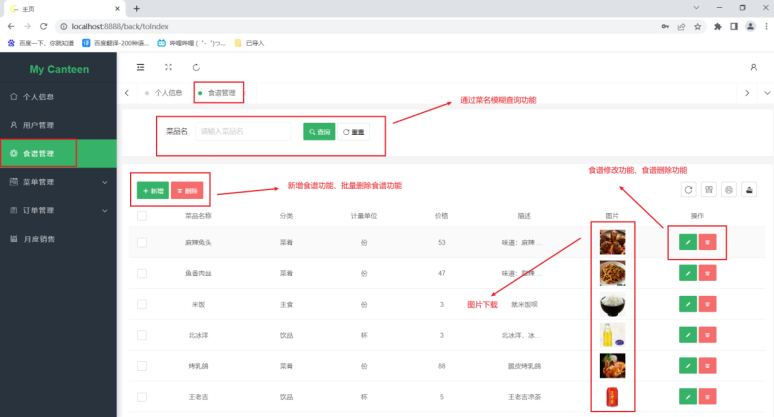 主页
localhost:8888/back/toIndex
百度一下，你就知道 百度翻译-200种语... 哔哩哔哩 ( ゜- ゜)つ... 已导入
My Canteen
个人信息
用户管理
食谱管理
菜单管理
订单管理
月度销售
个人信息 食谱管理
通过菜名模糊查询功能
菜品名 请输入菜品名 查询 重置
食谱修改功能、食谱删除功能
新增 删除 新增食谱功能、批量删除食谱功能
菜品名称 分类 计量单位 价格 描述 图片 操作
麻辣兔头 菜肴 份 53 味道：麻辣...
鱼香肉丝 菜肴 份 47 味道：
图片下载
米饭 主食 份 3 就米饭呗
北冰洋 饮品 杯 3 北冰洋、冰...
烤乳鸽 菜肴 份 88 脆皮烤乳鸽
王老吉 饮品 杯 5 王老吉凉茶